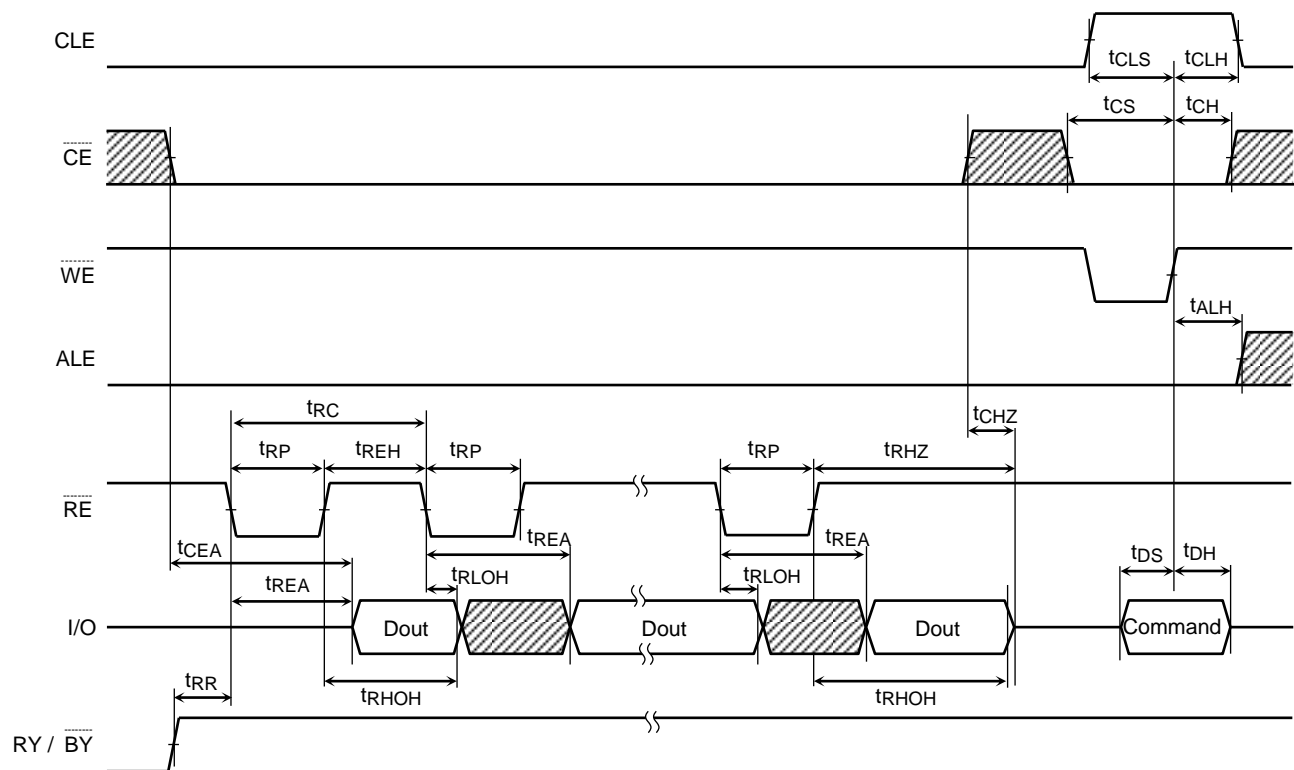 CLE
tCLS tCLH
tCS tCH
CE
WE
tALH
ALE
tRC
tCHZ
tRP tREH tRP tRP tRHZ
RE
tCEA tREA tREA tDS tDH
tREA tRLOH tRLOH
I/O Dout Dout Dout Command
tRR tRHOH tRHOH
RY / BY